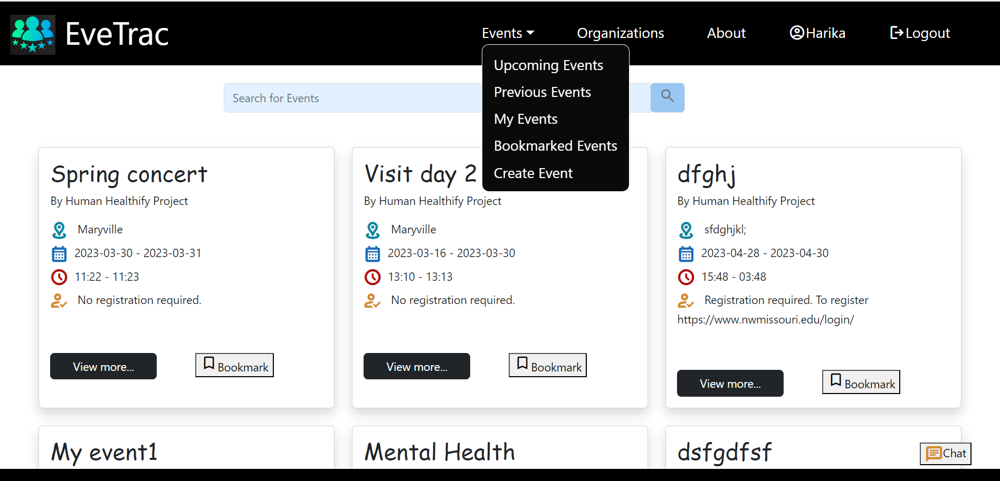 EveTrac
Events
Organizations
About
Harika
Logout
Upcoming Events
Previous Events
My Events
Bookmarked Events
Create Event
Search for Events
Spring concert
By Human Healthify Project
Maryville
2023-03-30 - 2023-03-31
11:22 - 11:23
No registration required.
View more...
Bookmark
Visit day 2
By Human Healthify Project
Maryville
2023-03-16 - 2023-03-30
13:10 - 13:13
No registration required.
View more...
Bookmark
dfghj
By Human Healthify Project
sfdghjkl;
2023-04-28 - 2023-04-30
15:48 - 03:48
Registration required. To register
https://www.nwmissouri.edu/login/
View more...
Bookmark
My event1
Mental Health
dsfgdfsf
Chat